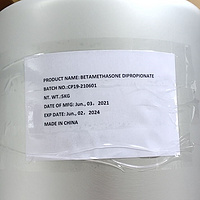 PRODUCT NAME: BETAMETHASONE DIPROPIONATE
BATCH NO.:CP19-210601
NT. WT.:5KG
DATE OF MFG: Jun., 03， 2021
EXP DATE: Jun., 02， 2024
MADE IN CHINA